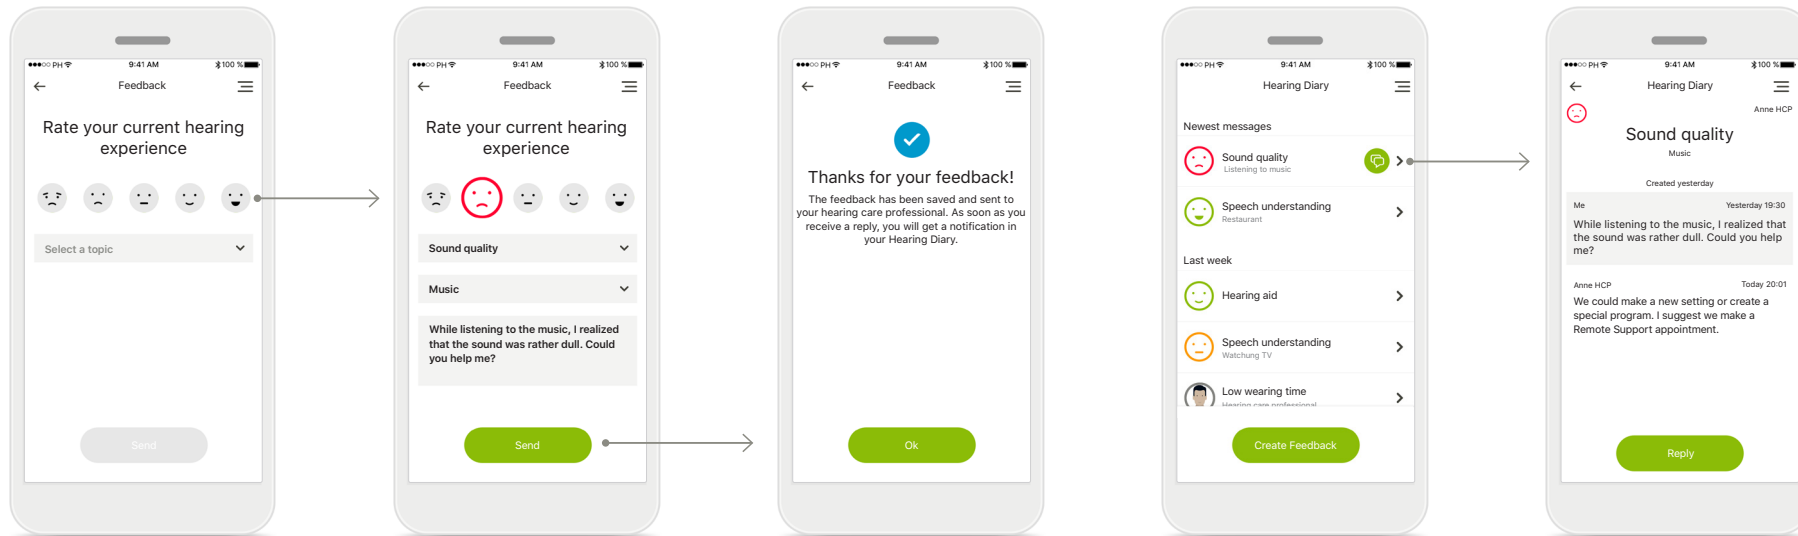 PH
9:41 AM
100 %
Feedback
Rate your current hearing
experience
Select a topic
Send
PH
9:41 AM
100 %
Feedback
Rate your current hearing
experience
Sound quality
Music
While listening to the music, I realized
that the sound was rather dull. Could
you help me?
Send
PH
9:41 AM
100 %
Feedback
Thanks for your feedback!
The feedback has been saved and sent to
your hearing care professional. As soon as you
receive a reply, you will get a notification in
your Hearing Diary.
Ok
PH
9:41 AM
100 %
Hearing Diary
Newest messages
Sound quality
Listening to music
Speech understanding
Restaurant
Last week
Hearing aid
Speech understanding
Watchung TV
Low wearing time
Hearing care professional
Create Feedback
PH
9:41 AM
100 %
Hearing Diary
Anne HCP
Sound quality
Music
Created yesterday
Me
Yesterday 19:30
While listening to the music, I realized that
the sound was rather dull. Could you help
me?
Anne HCP
Today 20:01
We could make a new setting or create a
special program. I suggest we make a
Remote Support appointment.
Reply